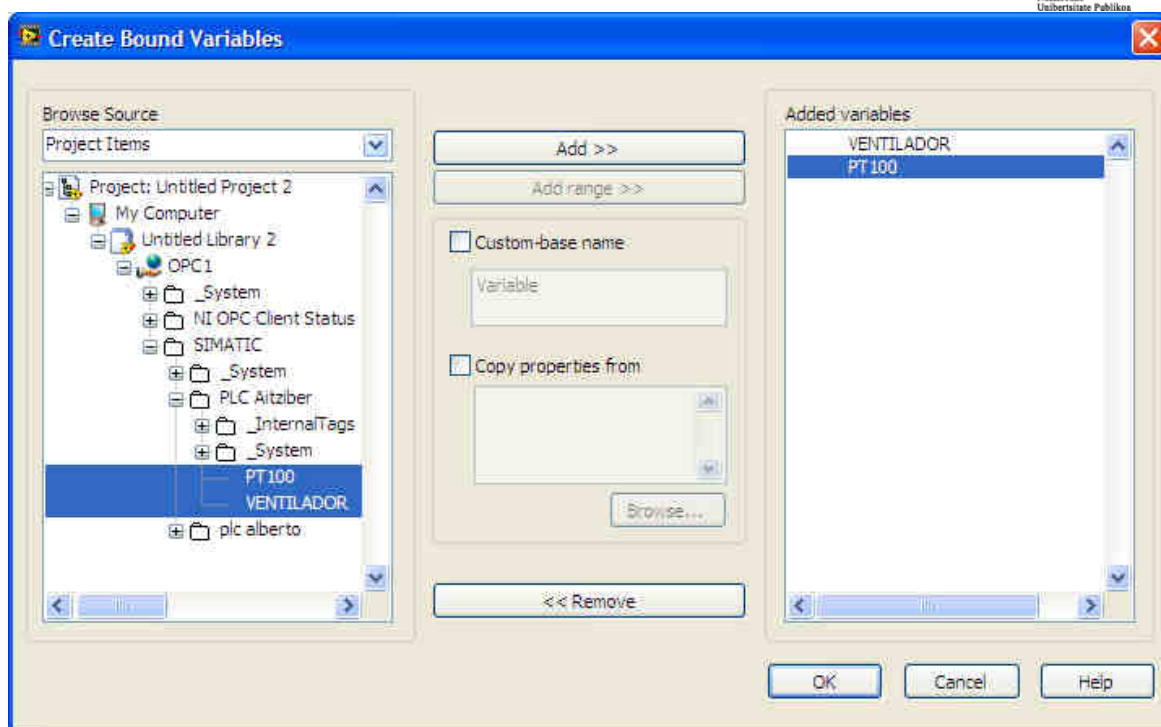 Unibertsitate Publikoa
Create Bound Variables
Browse Source
Project Items
Project: Untitled Project 2
My Computer
Untitled Library 2
OPC1
_System
NI OPC Client Status
SIMATIC
_System
PLC Aitziber
_InternalTags
_System
PT100
VENTILADOR
plc alberto
Add >>
Add range >>
Custom-base name
Variable
Copy properties from
Browse...
<< Remove
Added variables
VENTILADOR
PT100
OK
Cancel
Help